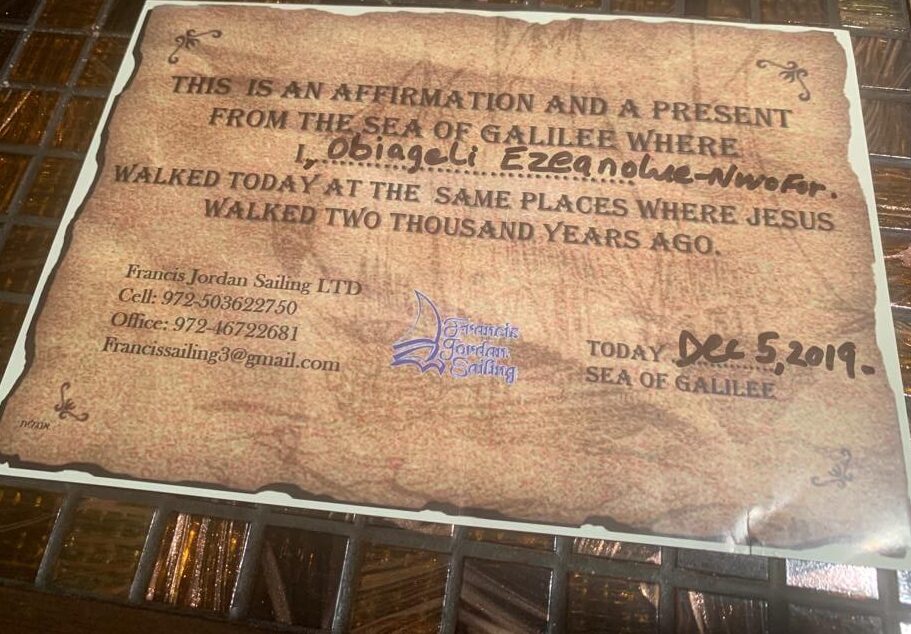 THIS IS AN AFFIRMATION AND A PRESENT
FROM THE SEA OF GALILEE WHERE
I, Obiageli Ezeanolue-Nwofor.
WALKED TODAY AT THE SAME PLACES WHERE JESUS
WALKED TWO THOUSAND YEARS AGO.
Francis Jordan Sailing LTD
Cell: 972-503622750
Office: 972-46722681
Francissailing3@gmail.com
Francis
Jordan
Sailing
TODAY Dec 5, 2019.
SEA OF GALILEE
אנגלית